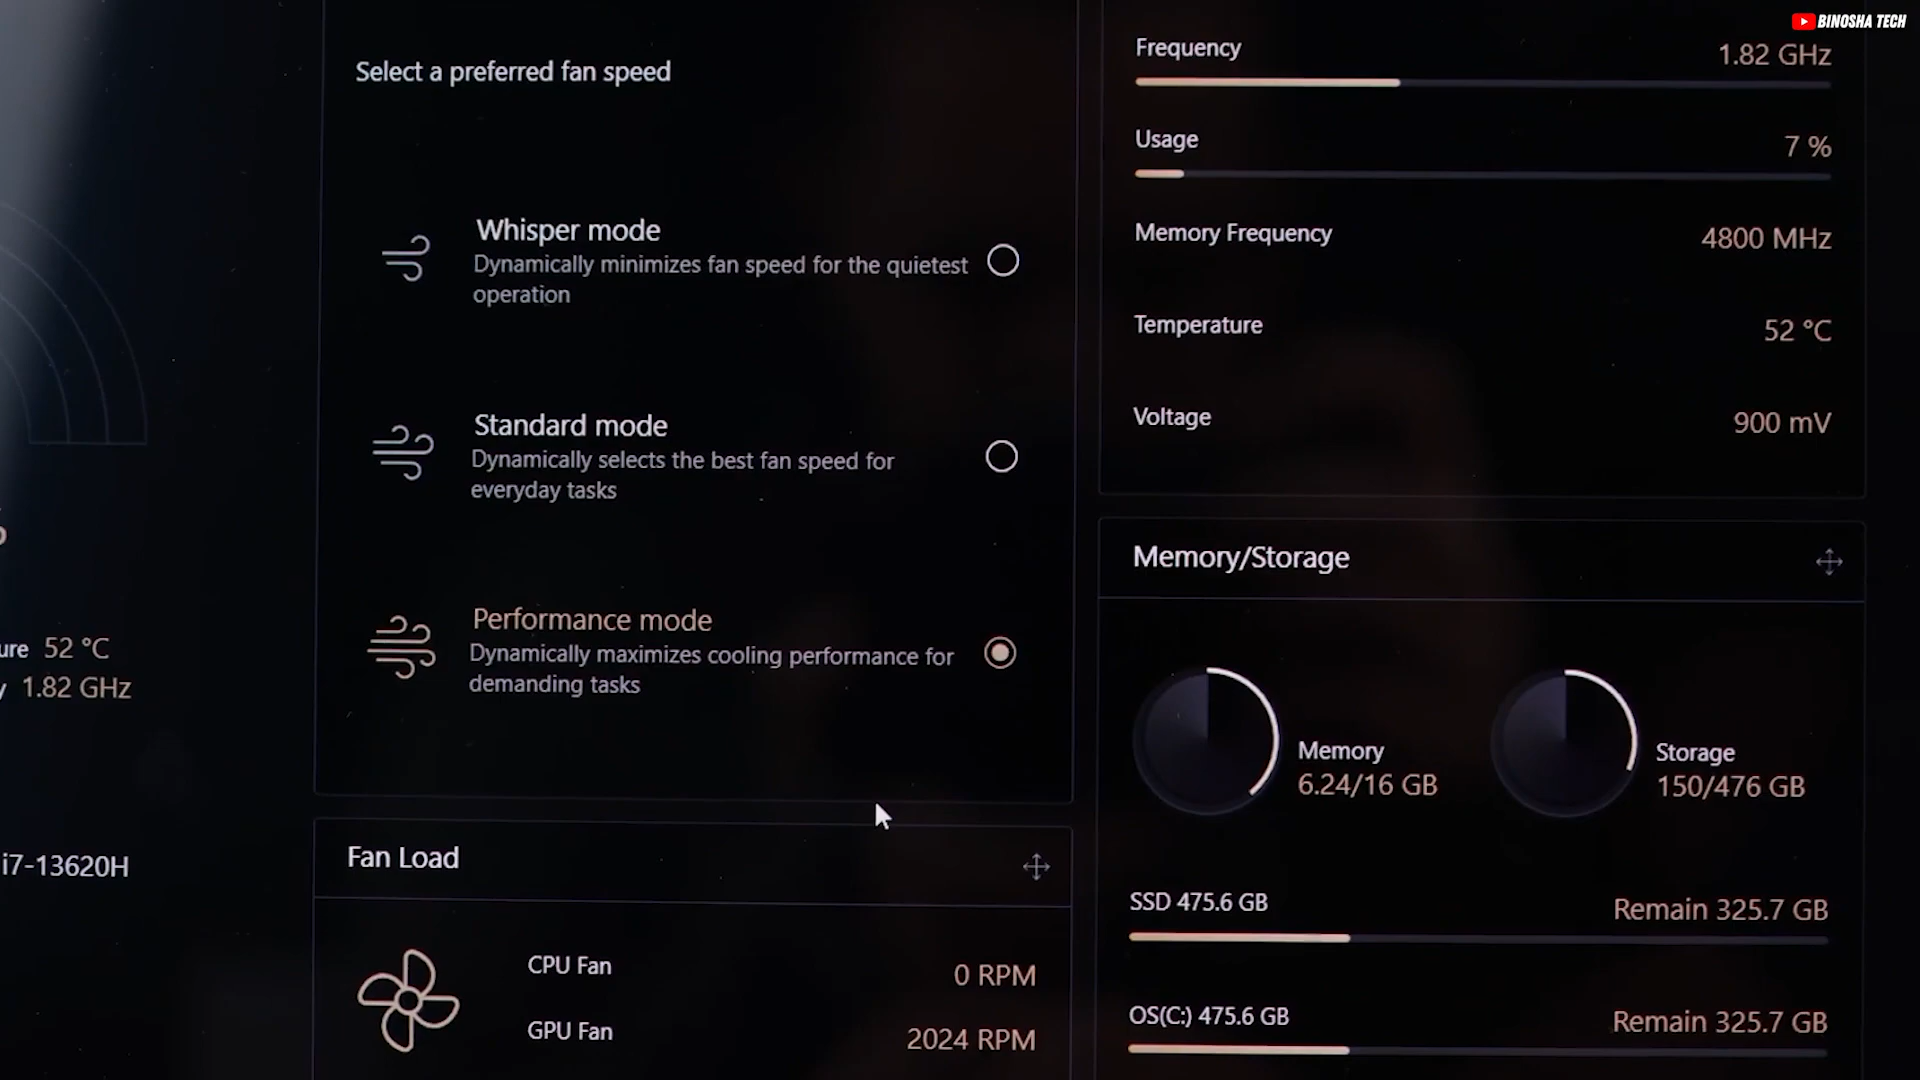 BINOSHA TECH
Select a preferred fan speed
Whisper mode
Dynamically minimizes fan speed for the quietest
operation
Standard mode
Dynamically selects the best fan speed for
everyday tasks
Performance mode
Dynamically maximizes cooling performance for
demanding tasks
52 °C
1.82 GHz
i7-13620H
Fan Load
CPU Fan 0 RPM
GPU Fan 2024 RPM
Frequency 1.82 GHz
Usage 7 %
Memory Frequency 4800 MHz
Temperature 52 °C
Voltage 900 mV
Memory/Storage
Memory
6.24/16 GB
Storage
150/476 GB
SSD 475.6 GB Remain 325.7 GB
OS(C:) 475.6 GB Remain 325.7 GB